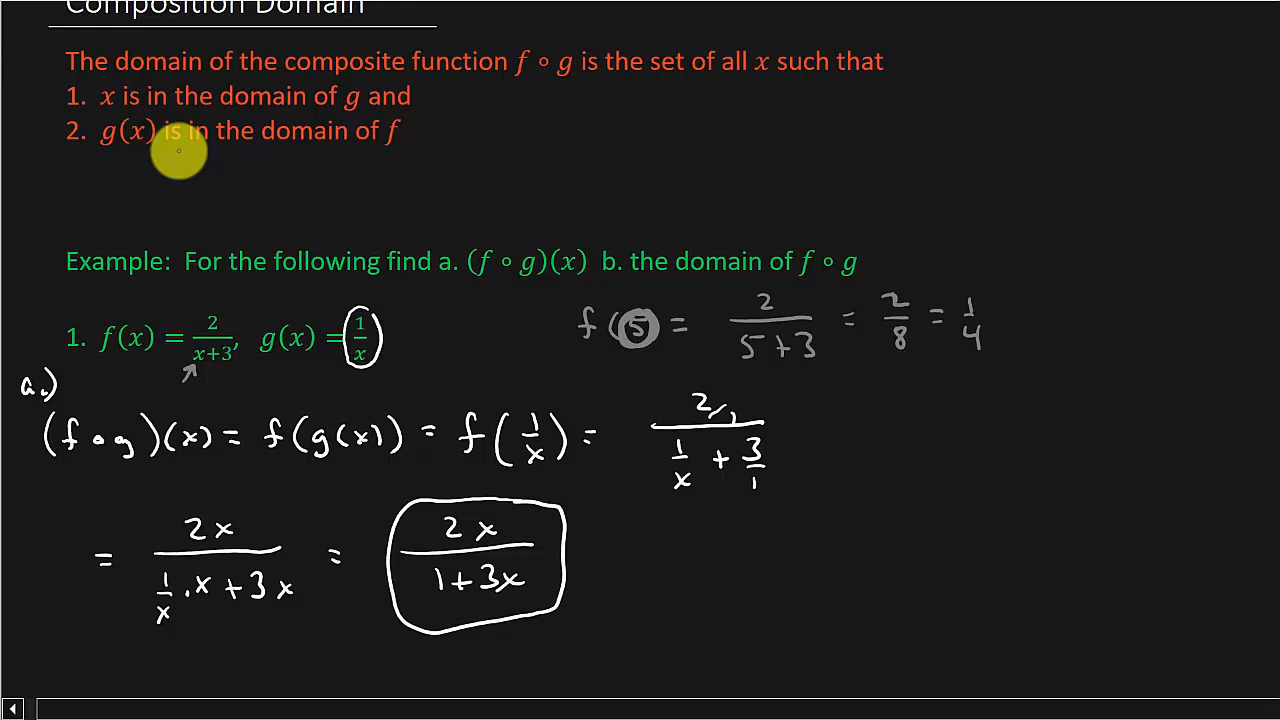 Composition Domain
The domain of the composite function f ∘ g is the set of all x such that
1. x is in the domain of g and
2. g(x) is in the domain of f
Example: For the following find a. (f ∘ g)(x) b. the domain of f ∘ g
1. f(x) = 2/(x+3), g(x) = 1/x
f(5) = 2/(5+3) = 2/8 = 1/4
a.)
(f ∘ g)(x) = f(g(x)) = f(1/x) = (2/1)/(1/x + 3/1)
= 2x/(1/x · x + 3x) = 2x/(1+3x)